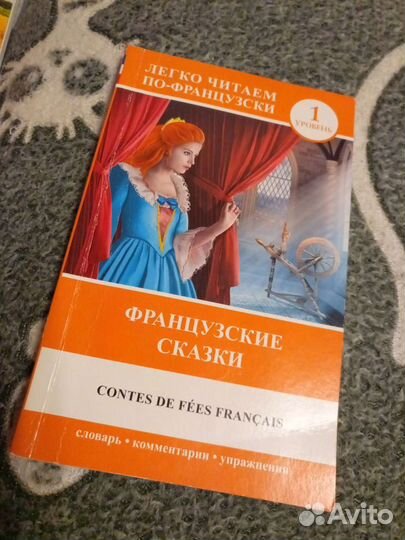 ЛЕГКО ЧИТАЕМ
ПО-ФРАНЦУЗСКИ
1
УРОВЕНЬ
ФРАНЦУЗСКИЕ
СКАЗКИ
CONTES DE FÉES FRANÇAIS
словарь • комментарии • упражнения
Avito